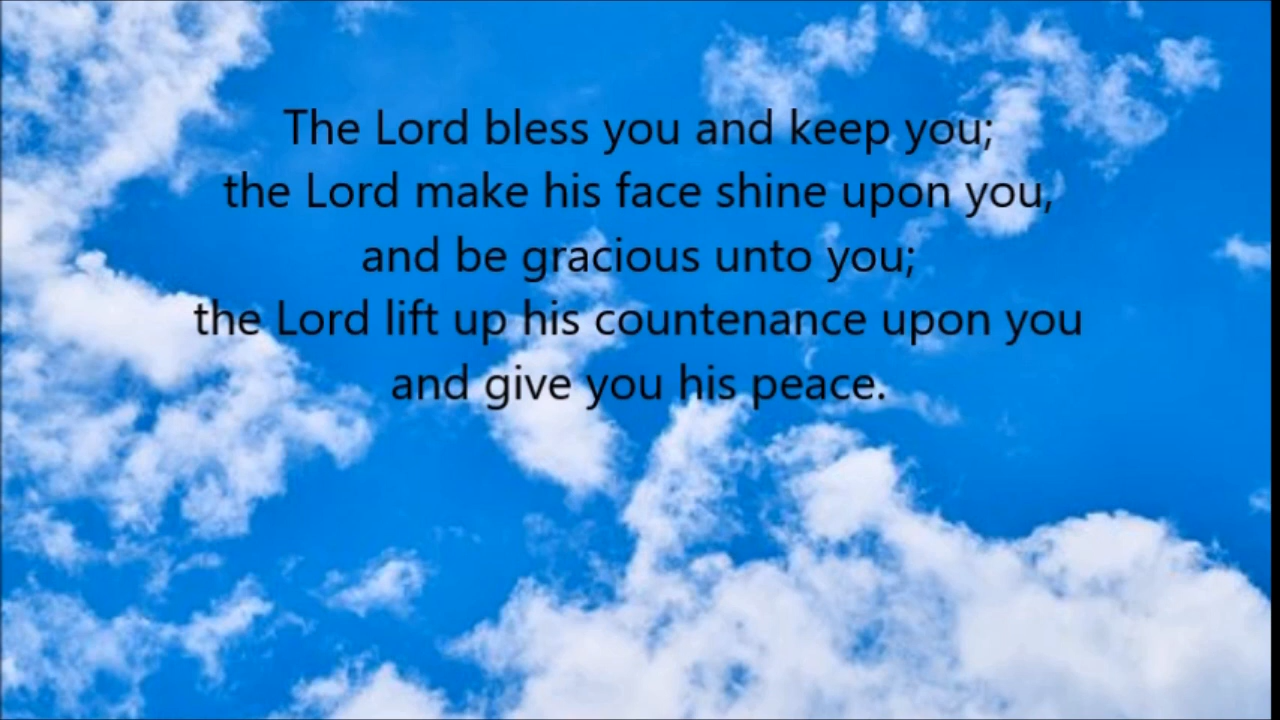 The Lord bless you and keep you;
the Lord make his face shine upon you,
and be gracious unto you;
the Lord lift up his countenance upon you
and give you his peace.